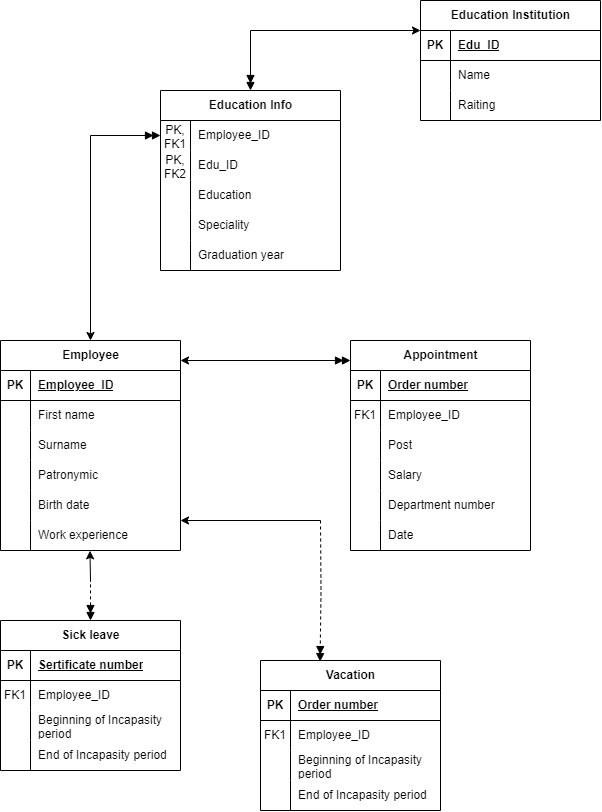 Education Institution
PK Edu_ID
Name
Raiting
Education Info
PK,
FK1 Employee_ID
PK,
FK2 Edu_ID
Education
Speciality
Graduation year
Employee
PK Employee_ID
First name
Surname
Patronymic
Birth date
Work experience
Appointment
PK Order number
FK1 Employee_ID
Post
Salary
Department number
Date
Sick leave
PK Sertificate number
FK1 Employee_ID
Beginning of Incapasity
period
End of Incapasity period
Vacation
PK Order number
FK1 Employee_ID
Beginning of Incapasity
period
End of Incapasity period